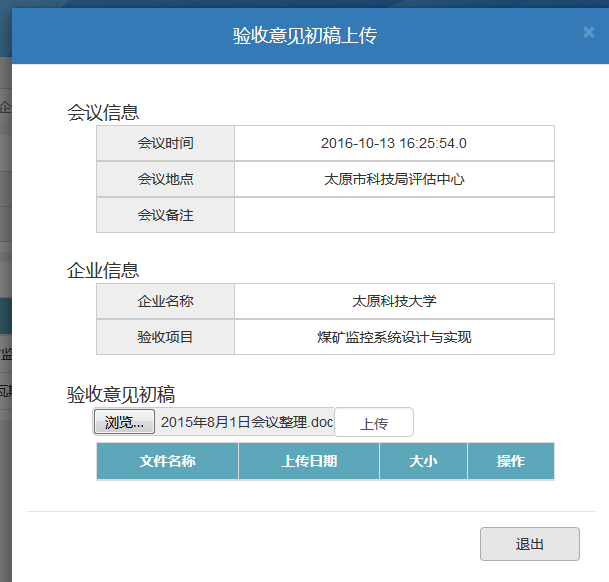 验收意见初稿上传
×
会议信息
会议时间 2016-10-13 16:25:54.0
会议地点 太原市科技局评估中心
会议备注
企业信息
企业名称 太原科技大学
验收项目 煤矿监控系统设计与实现
验收意见初稿
浏览... 2015年8月1日会议整理.doc 上传
文件名称 上传日期 大小 操作
退出